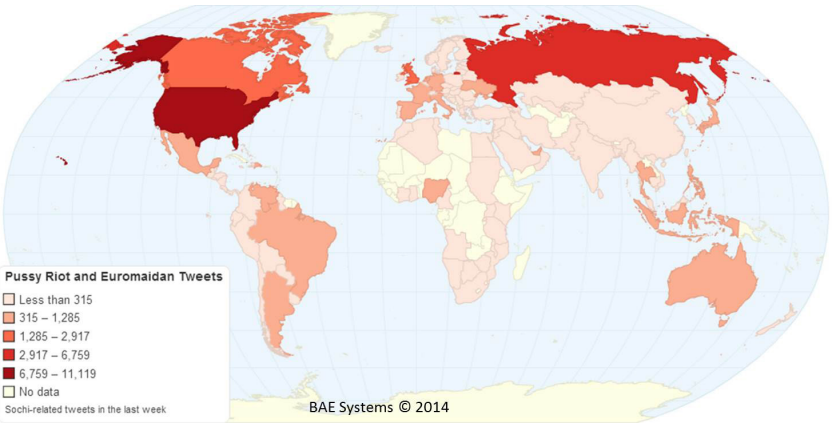 Pussy Riot and Euromaidan Tweets
Less than 315
315 – 1,285
1,285 – 2,917
2,917 – 6,759
6,759 – 11,119
No data
Sochi-related tweets in the last week
BAE Systems © 2014